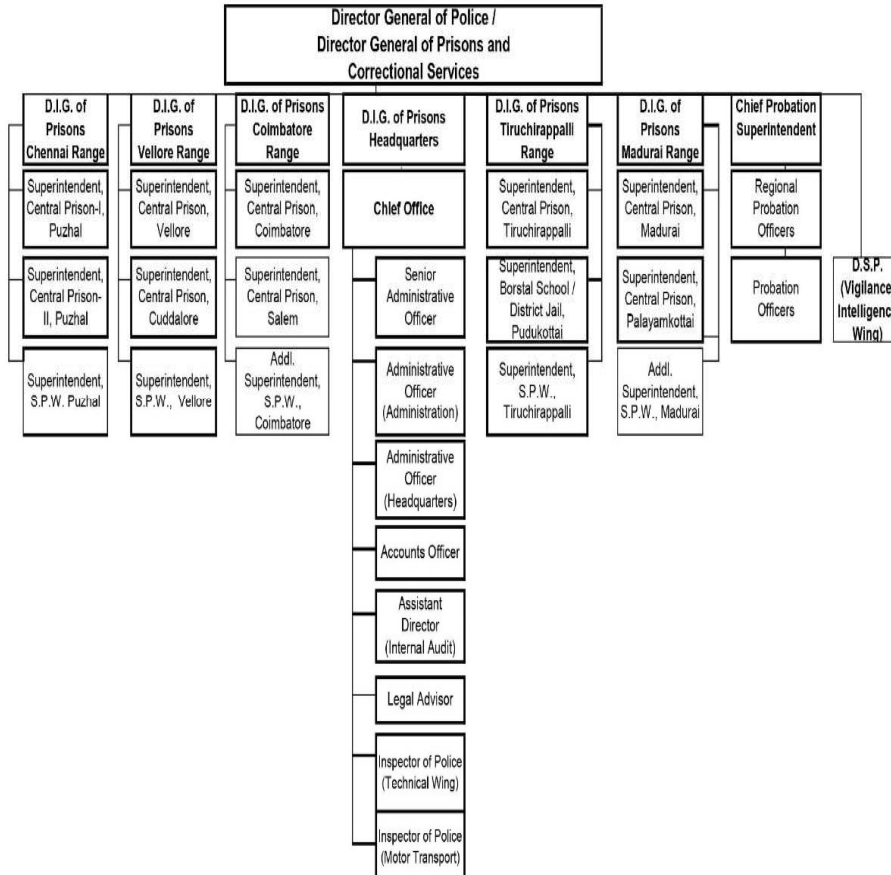 Director General of Police /
Director General of Prisons and
Correctional Services
D.I.G. of
Prisons
Chennai Range
Superintendent,
Central Prison-I,
Puzhal
Superintendent,
Central Prison-
II, Puzhal
Superintendent,
S.P.W. Puzhal
D.I.G. of
Prisons
Vellore Range
Superintendent,
Central Prison,
Vellore
Superintendent,
Central Prison,
Cuddalore
Superintendent,
S.P.W., Vellore
D.I.G. of Prisons
Coimbatore
Range
Superintendent,
Central Prison,
Coimbatore
Superintendent,
Central Prison,
Salem
Addl.
Superintendent,
S.P.W.,
Coimbatore
D.I.G. of Prisons
Headquarters
Chief Office
Senior
Administrative
Officer
Administrative
Officer
(Administration)
Administrative
Officer
(Headquarters)
Accounts Officer
Assistant
Director
(Internal Audit)
Legal Advisor
Inspector of Police
(Technical Wing)
Inspector of Police
(Motor Transport)
D.I.G. of Prisons
Tiruchirappalli
Range
Superintendent,
Central Prison,
Tiruchirappalli
Superintendent,
Borstal School /
District Jail,
Pudukottai
Superintendent,
S.P.W.,
Tiruchirappalli
D.I.G. of
Prisons
Madurai Range
Superintendent,
Central Prison,
Madurai
Superintendent,
Central Prison,
Palayamkottai
Addl.
Superintendent,
S.P.W., Madurai
Chief Probation
Superintendent
Regional
Probation
Officers
Probation
Officers
D.S.P.
(Vigilance
Intelligenc
Wing)